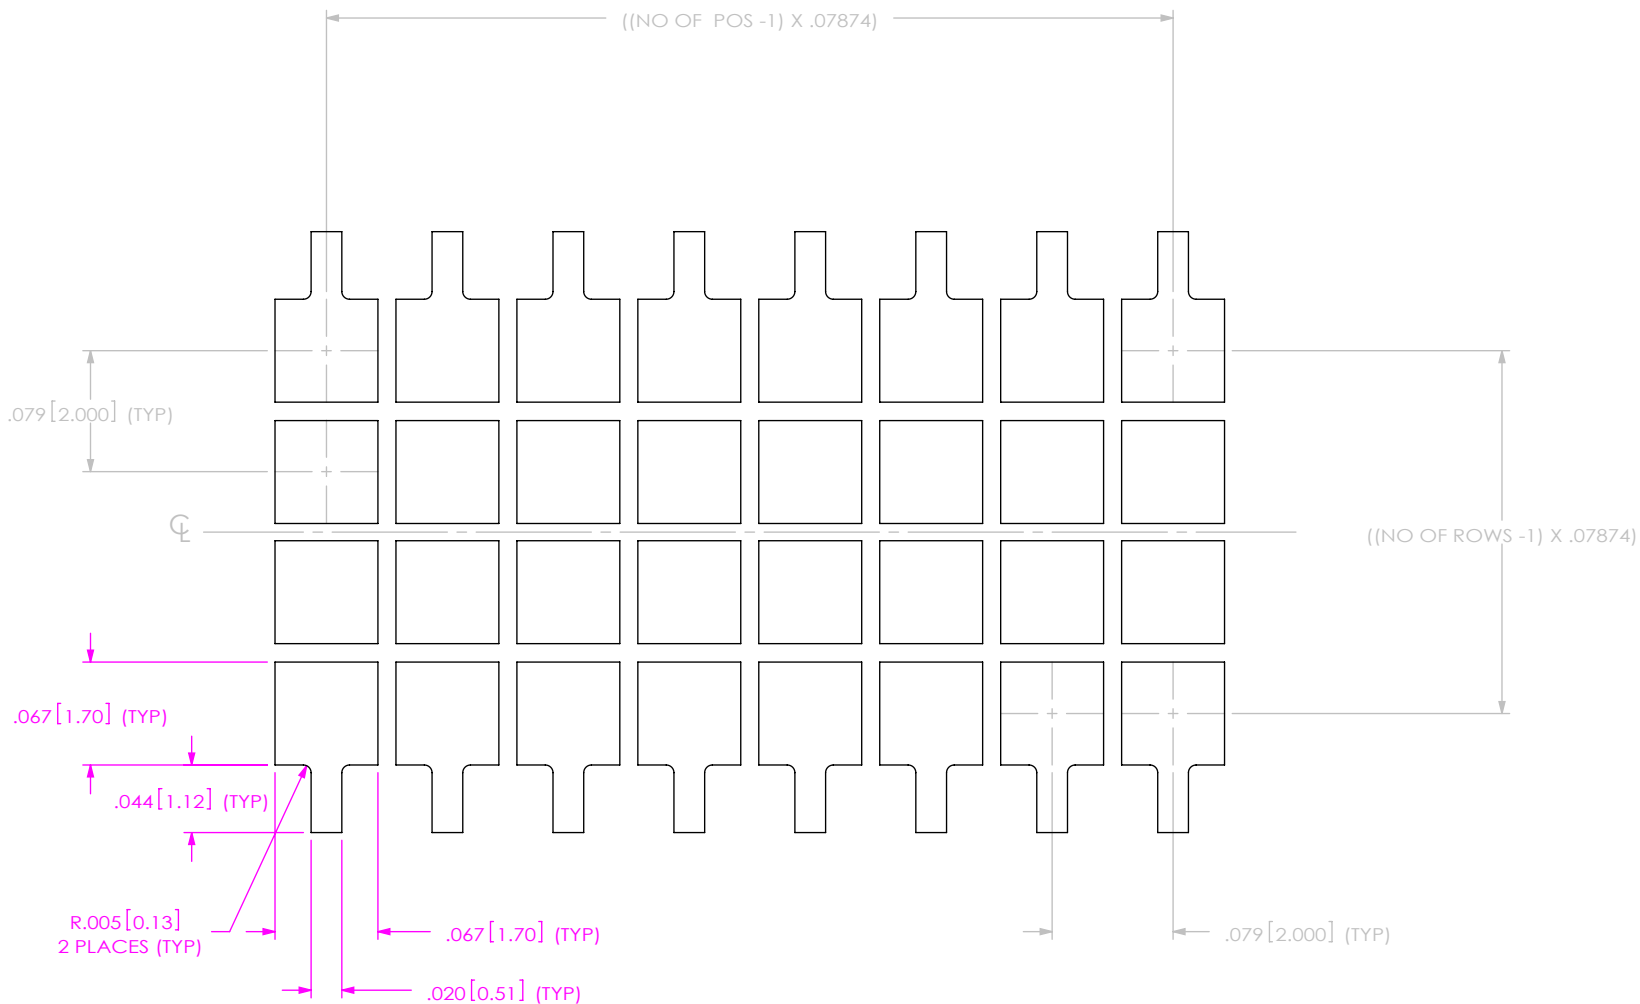 ((NO OF POS -1) X .07874)
.079[2.000] (TYP)
℄
((NO OF ROWS -1) X .07874)
.067[1.70] (TYP)
.044[1.12] (TYP)
R.005[0.13]
2 PLACES (TYP)
.067[1.70] (TYP)
.079[2.000] (TYP)
.020[0.51] (TYP)